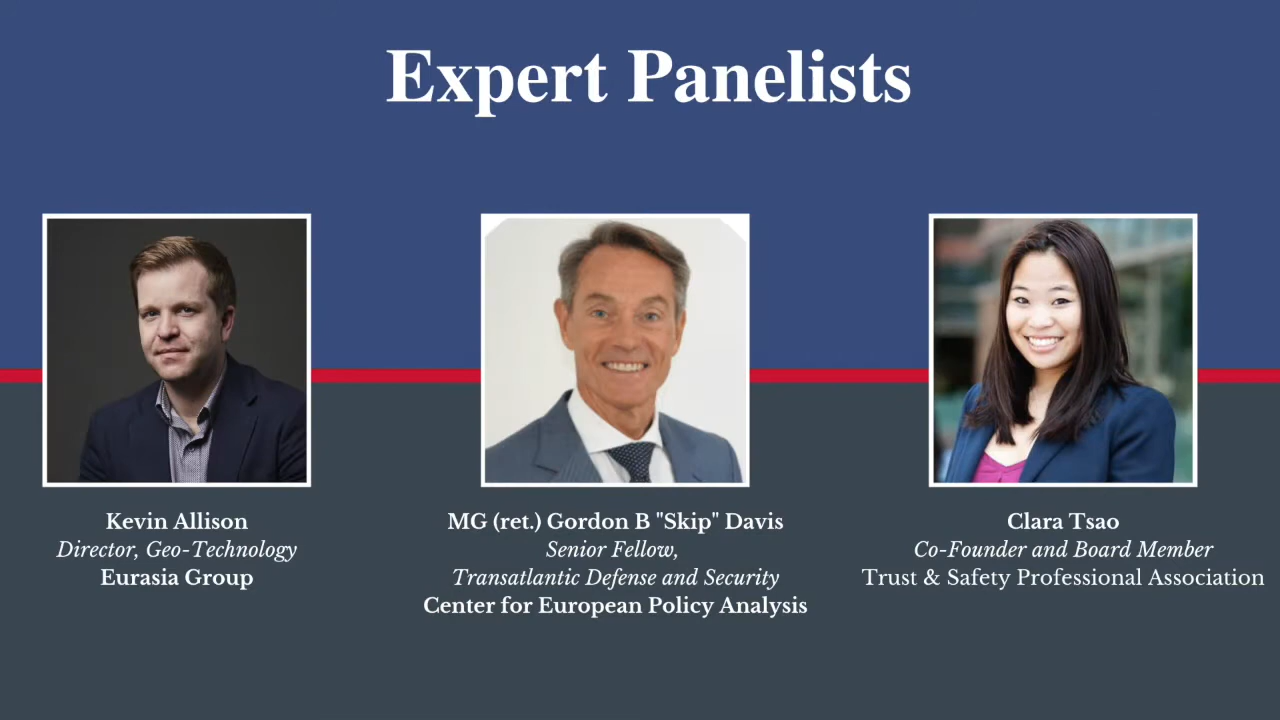 Expert Panelists
Kevin Allison
Director, Geo-Technology
Eurasia Group
MG (ret.) Gordon B "Skip" Davis
Senior Fellow,
Transatlantic Defense and Security
Center for European Policy Analysis
Clara Tsao
Co-Founder and Board Member
Trust & Safety Professional Association